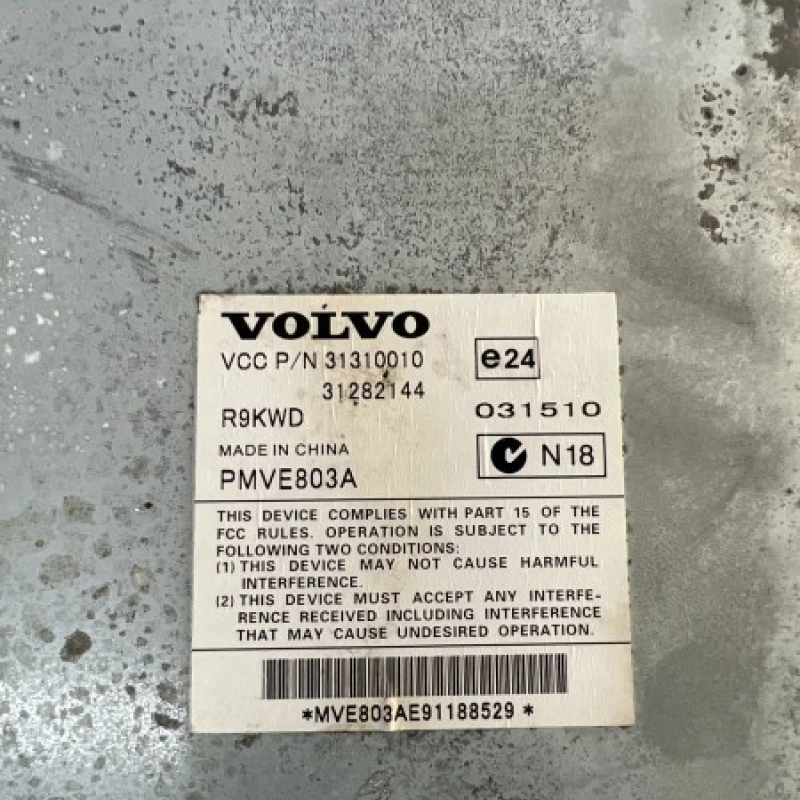 VOLVO
VCC P/N 31310010
31282144
e24
R9KWD
031510
MADE IN CHINA
N18
PMVE803A
THIS DEVICE COMPLIES WITH PART 15 OF THE
FCC RULES. OPERATION IS SUBJECT TO THE
FOLLOWING TWO CONDITIONS:
(1) THIS DEVICE MAY NOT CAUSE HARMFUL
INTERFERENCE.
(2) THIS DEVICE MUST ACCEPT ANY INTERFE-
RENCE RECEIVED INCLUDING INTERFERENCE
THAT MAY CAUSE UNDESIRED OPERATION.
*MVE803AE91188529 *